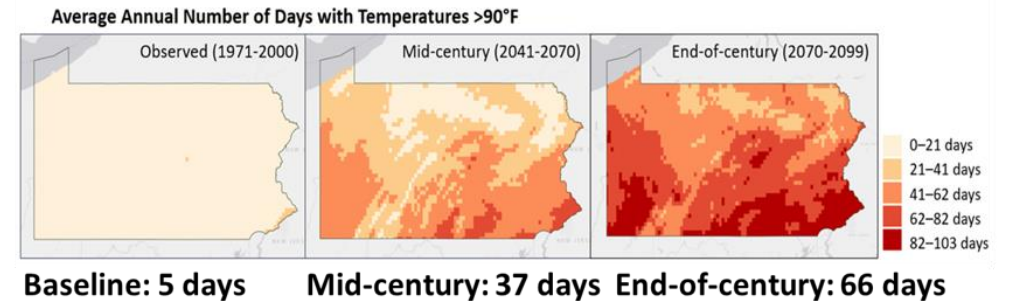 Average Annual Number of Days with Temperatures >90°F
Observed (1971-2000)
Mid-century (2041-2070)
End-of-century (2070-2099)
0–21 days
21–41 days
41–62 days
62–82 days
82–103 days
Baseline: 5 days
Mid-century: 37 days
End-of-century: 66 days